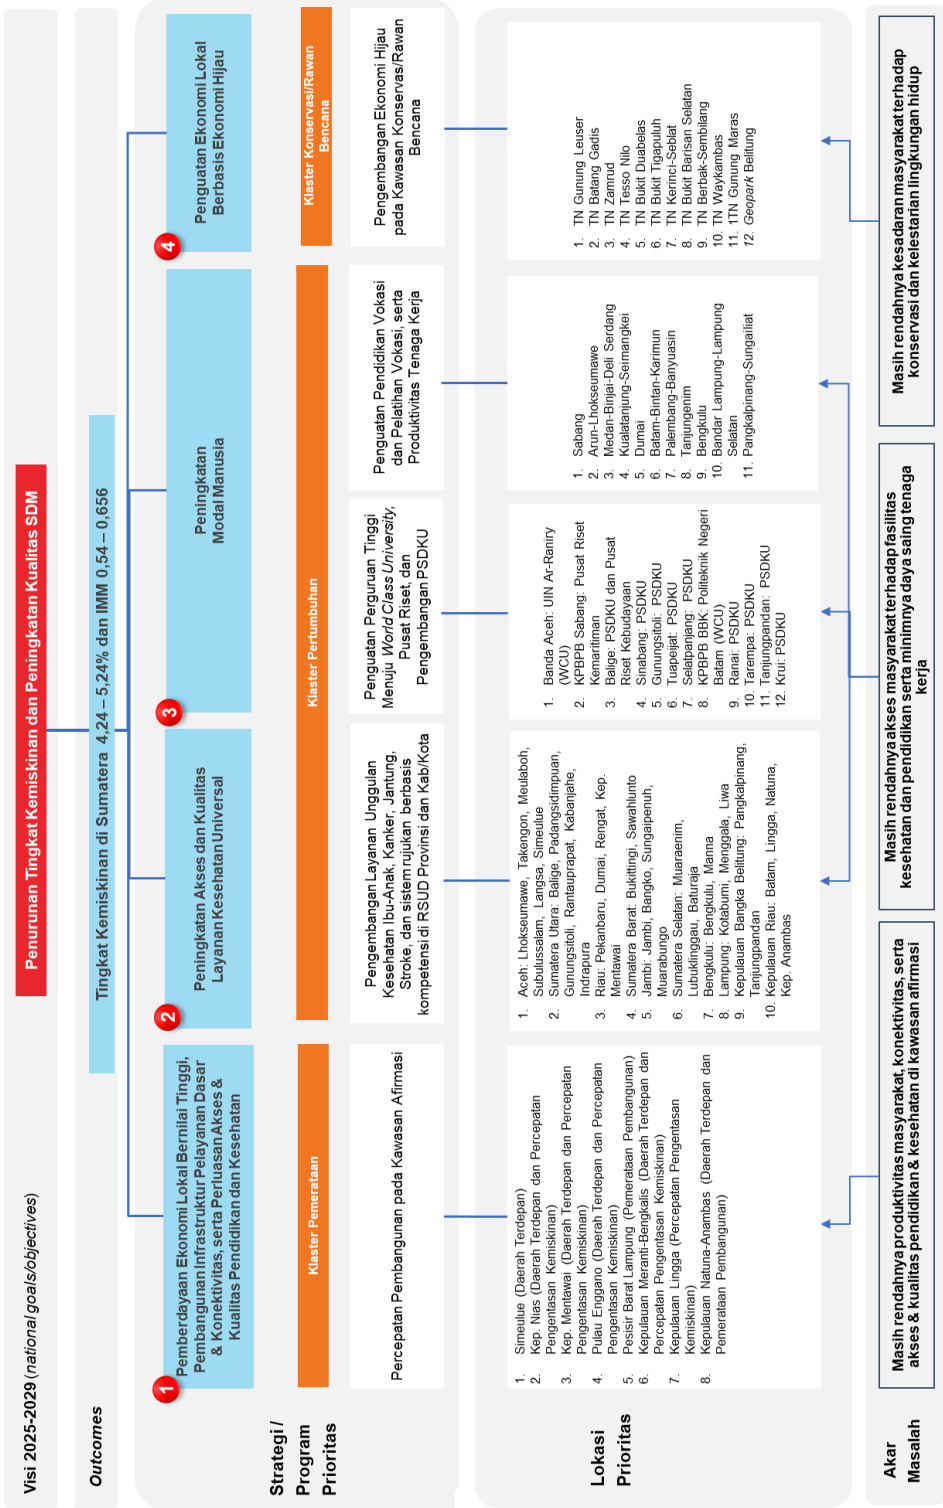 Visi 2025-2029 (national goals/objectives)
Penurunan Tingkat Kemiskinan dan Peningkatan Kualitas SDM
Outcomes
Tingkat Kemiskinan di Sumatera 4,24 – 5,24% dan IMM 0,54 – 0,656
Strategi /
Program
Prioritas
1
Pemberdayaan Ekonomi Lokal Bernilai Tinggi,
Pembangunan Infrastruktur Pelayanan Dasar
& Konektivitas, serta Perluasan Akses &
Kualitas Pendidikan dan Kesehatan
2
Peningkatan Akses dan Kualitas
Layanan Kesehatan Universal
3
Peningkatan
Modal Manusia
4
Penguatan Ekonomi Lokal
Berbasis Ekonomi Hijau
Klaster Pemerataan
Klaster Pertumbuhan
Klaster Konservasi/Rawan
Bencana
Percepatan Pembangunan pada Kawasan Afirmasi
Pengembangan Layanan Unggulan
Kesehatan Ibu-Anak, Kanker, Jantung,
Stroke, dan sistem rujukan berbasis
kompetensi di RSUD Provinsi dan Kab/Kota
Penguatan Perguruan Tinggi
Menuju World Class University,
Pusat Riset, dan
Pengembangan PSDKU
Penguatan Pendidikan Vokasi
dan Pelatihan Vokasi, serta
Produktivitas Tenaga Kerja
Pengembangan Ekonomi Hijau
pada Kawasan Konservas/Rawan
Bencana
Lokasi
Prioritas
1. Simeulue (Daerah Terdepan)
2. Kep. Nias (Daerah Terdepan dan Percepatan
Pengentasan Kemiskinan)
3. Kep. Mentawai (Daerah Terdepan dan Percepatan
Pengentasan Kemiskinan)
4. Pulau Enggano (Daerah Terdepan dan Percepatan
Pengentasan Kemiskinan)
5. Pesisir Barat Lampung (Pemerataan Pembangunan)
6. Kepulauan Meranti-Bengkalis (Daerah Terdepan dan
Percepatan Pengentasan Kemiskinan)
7. Kepulauan Lingga (Percepatan Pengentasan
Kemiskinan)
8. Kepulauan Natuna-Anambas (Daerah Terdepan dan
Pemerataan Pembangunan)
1. Aceh: Lhokseumawe, Takengon, Meulaboh,
Subulussalam, Langsa, Simeulue
2. Sumatera Utara: Balige, Padangsidimpuan,
Gunungsitoli, Rantauprapat, Kabanjahe,
Indrapura
3. Riau: Pekanbaru, Dumai, Rengat, Kep.
Mentawai
4. Sumatera Barat: Bukittingi, Sawahlunto
5. Jambi: Jambi, Bangko, Sungaipenuh,
Muarabungo
6. Sumatera Selatan: Muaraenim,
Lubuklinggau, Baturaja
7. Bengkulu: Bengkulu, Manna
8. Lampung: Kotabumi, Menggala, Liwa
9. Kepulauan Bangka Belitung: Pangkalpinang,
Tanjungpandan
10. Kepulauan Riau: Batam, Lingga, Natuna,
Kep. Anambas
1. Banda Aceh: UIN Ar-Raniry
(WCU)
2. KPBPB Sabang: Pusat Riset
Kemaritiman
3. Balige: PSDKU dan Pusat
Riset Kebudayaan
4. Sinabang: PSDKU
5. Gunungsitoli: PSDKU
6. Tuapeijat: PSDKU
7. Selatpanjang: PSDKU
8. KPBPB BBK: Politeknik Negeri
Batam (WCU)
9. Ranai: PSDKU
10. Tarempa: PSDKU
11. Tanjungpandan: PSDKU
12. Krui: PSDKU
1. Sabang
2. Arun-Lhokseumawe
3. Medan-Binjai-Deli Serdang
4. Kualatanjung-Seimangkei
5. Dumai
6. Batam-Bintan-Karimun
7. Palembang-Banyuasin
8. Tanjungenim
9. Bengkulu
10. Bandar Lampung-Lampung
Selatan
11. Pangkalpinang-Sungailiat
1. TN Gunung Leuser
2. TN Batang Gadis
3. TN Zamrud
4. TN Tesso Nilo
5. TN Bukit Duabelas
6. TN Bukit Tigapuluh
7. TN Kerinci-Seblat
8. TN Bukit Barisan Selatan
9. TN Berbak-Sembilang
10. TN Waykambas
11. 1TN Gunung Maras
12. Geopark Belitung
Akar
Masalah
Masih rendahnya produktivitas masyarakat, konektivitas, serta
akses & kualitas pendidikan & kesehatan di kawasan afirmasi
Masih rendahnya akses masyarakat terhadap fasilitas
kesehatan dan pendidikan serta minimnya daya saing tenaga
kerja
Masih rendahnya kesadaran masyarakat terhadap
konservasi dan kelestarian lingkungan hidup